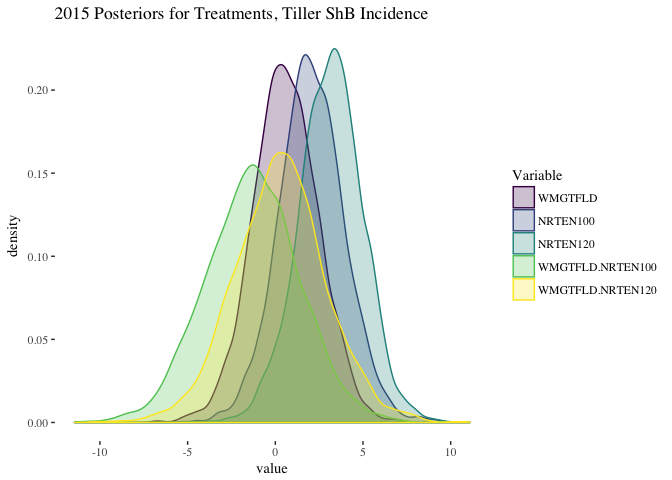 2015 Posteriors for Treatments, Tiller ShB Incidence
0.20
0.15
0.10
0.05
0.00
density
-10
-5
0
5
10
value
Variable
WMGTFLD
NRTEN100
NRTEN120
WMGTFLD.NRTEN100
WMGTFLD.NRTEN120